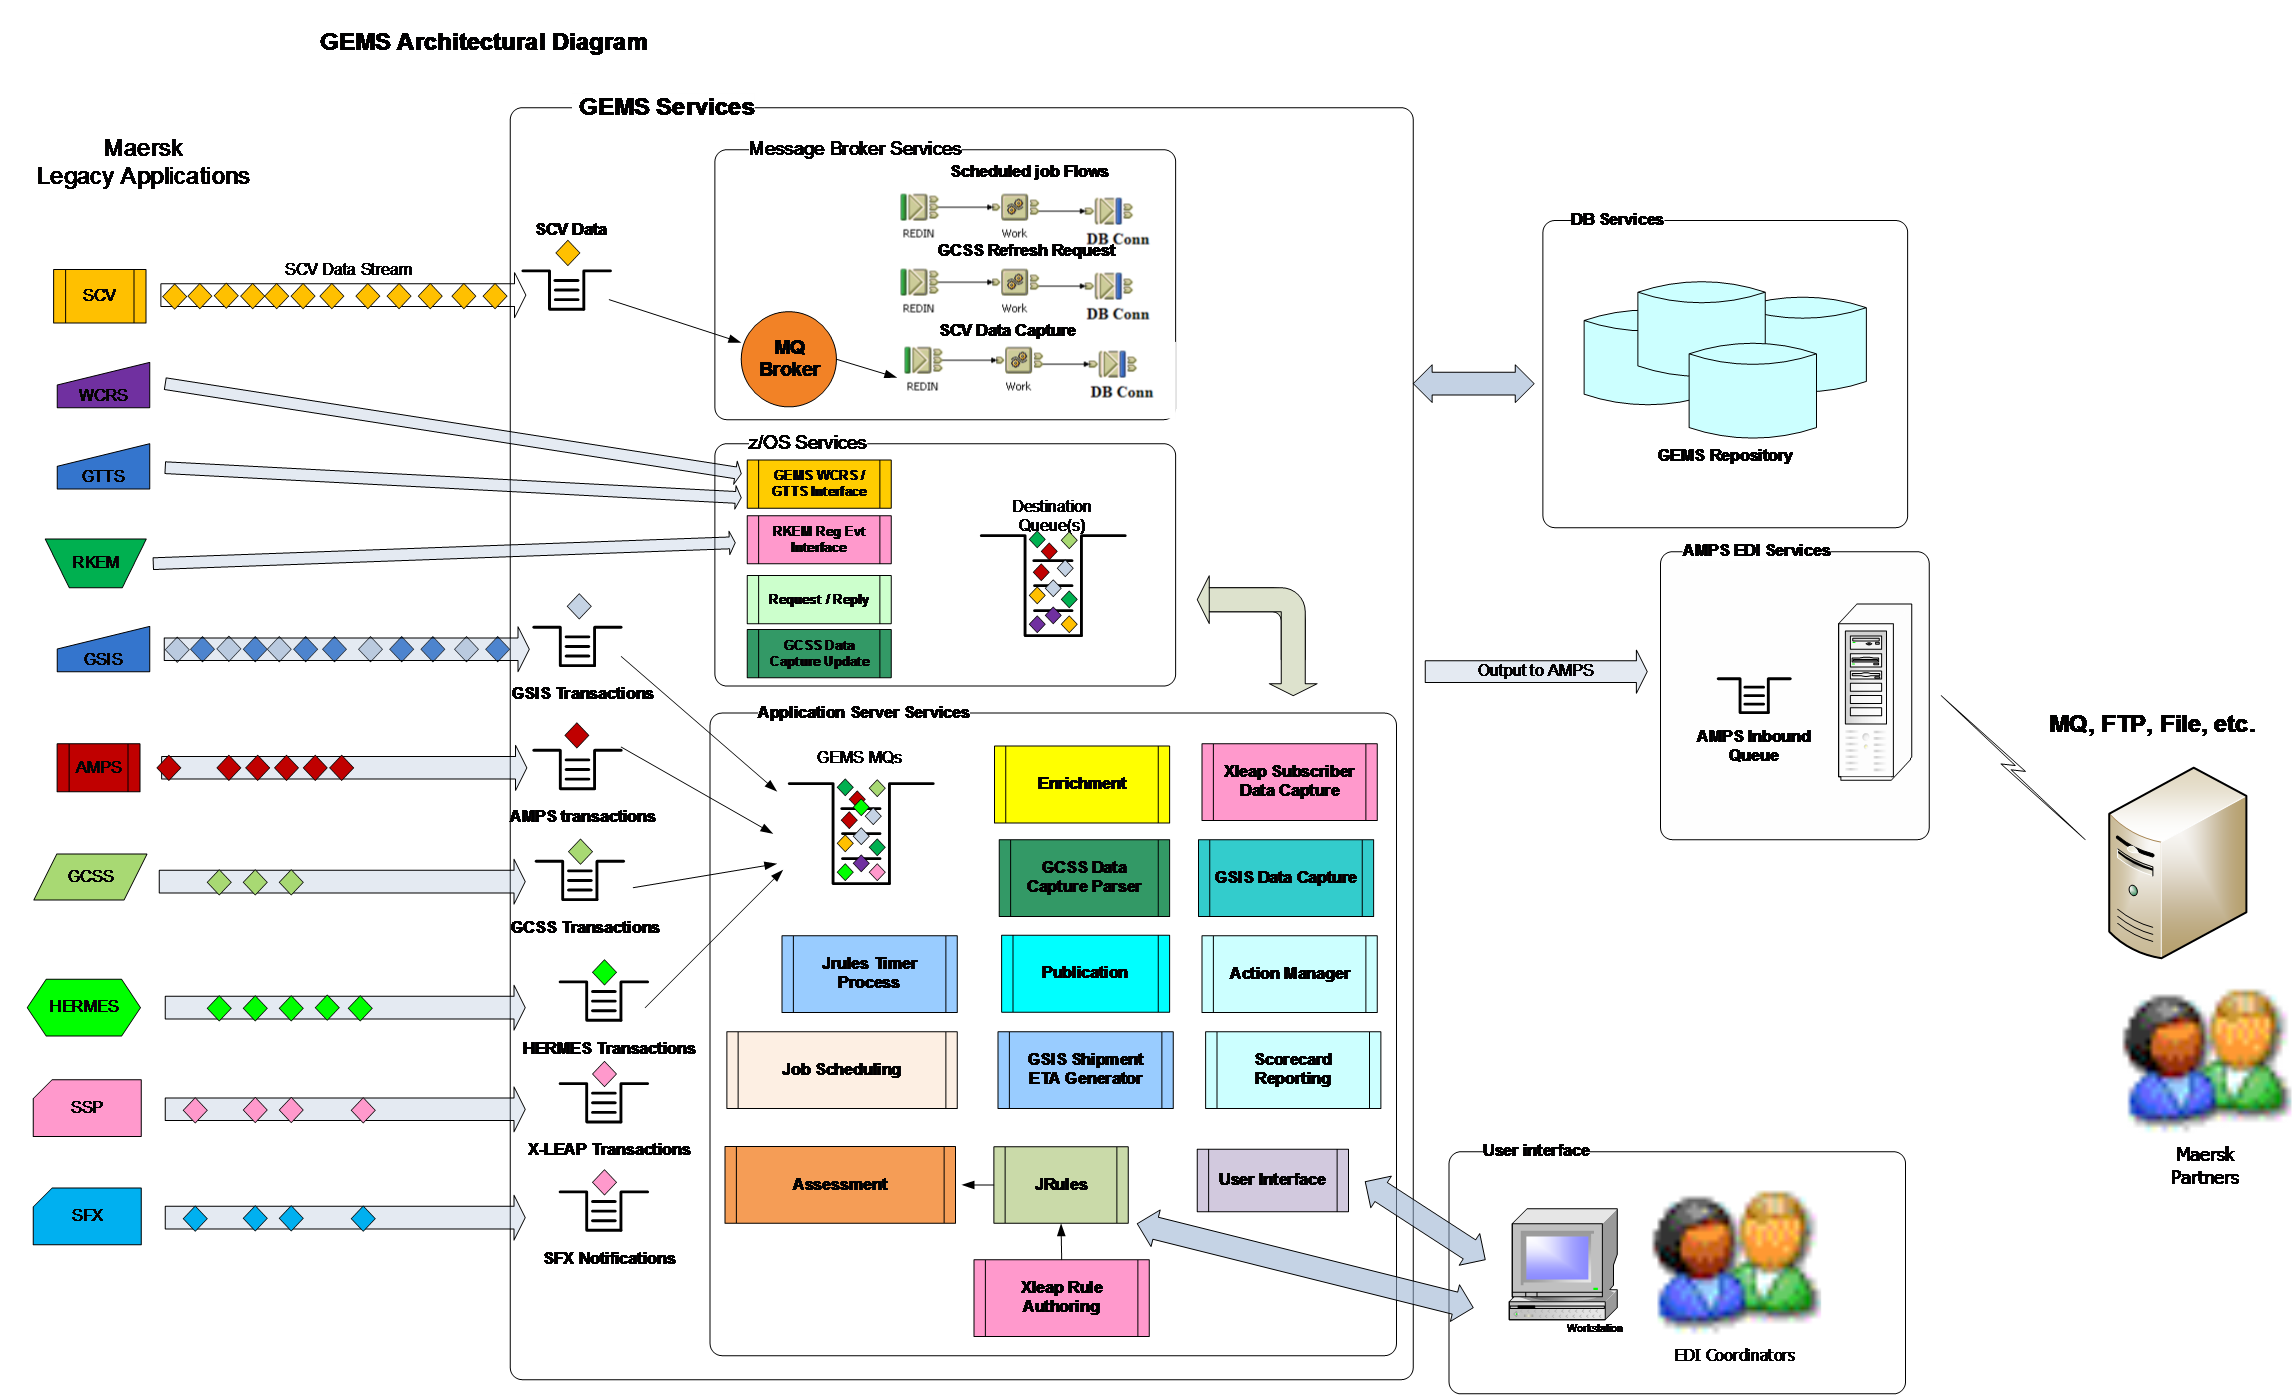 GEMS Architectural Diagram
GEMS Services
Maersk
Legacy Applications
Message Broker Services
Scheduled job Flows
REDIN
Work
DB Conn
GCSS Refresh Request
REDIN
Work
DB Conn
SCV Data Capture
REDIN
Work
DB Conn
MQ
Broker
SCV Data
SCV Data Stream
SCV
WCRS
GTTS
RKEM
GSIS
AMPS
GCSS
HERMES
SSP
SFX
GSIS Transactions
AMPS transactions
GCSS Transactions
HERMES Transactions
X-LEAP Transactions
SFX Notifications
z/OS Services
GEMS WCRS /
GTTS Interface
RKEM Reg Evt
Interface
Request / Reply
GCSS Data
Capture Update
Destination
Queue(s)
Application Server Services
GEMS MQs
Enrichment
Xleap Subscriber
Data Capture
GCSS Data
Capture Parser
GSIS Data Capture
Jrules Timer
Process
Publication
Action Manager
Job Scheduling
GSIS Shipment
ETA Generator
Scorecard
Reporting
Assessment
JRules
User Interface
Xleap Rule
Authoring
DB Services
GEMS Repository
AMPS EDI Services
Output to AMPS
AMPS Inbound
Queue
MQ, FTP, File, etc.
Maersk
Partners
User interface
Workstation
EDI Coordinators